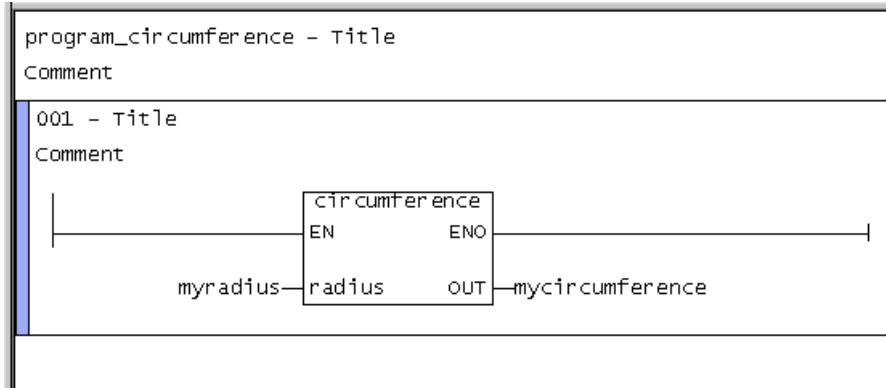 program_circumference – Title
Comment
001 – Title
Comment
circumference
EN ENO
myradius radius OUT mycircumference